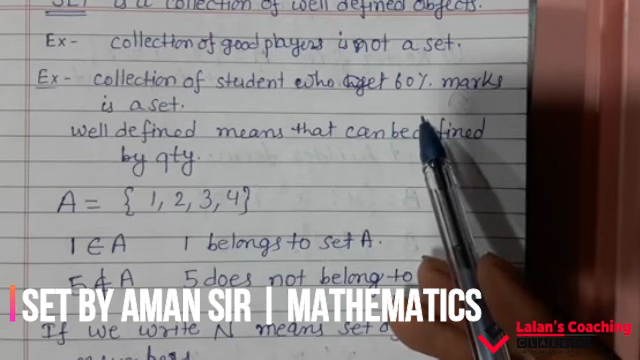 SET is a collection of well defined objects.
Ex- collection of good players is not a set.
Ex- collection of student who get 60% marks
is a set.
well defined means that can be defined
by qty.
A = { 1, 2, 3, 4}
1 ∈ A 1 belongs to set A.
5 ∉ A 5 does not belong to
SET BY AMAN SIR | MATHEMATICS
Lalan's Coaching
CLASSES
If we write N means set of
numbers